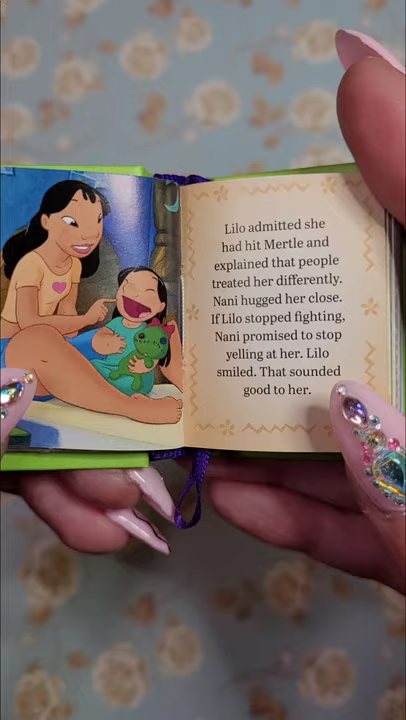 Lilo admitted she
had hit Mertle and
explained that people
treated her differently.
Nani hugged her close.
If Lilo stopped fighting,
Nani promised to stop
yelling at her. Lilo
smiled. That sounded
good to her.